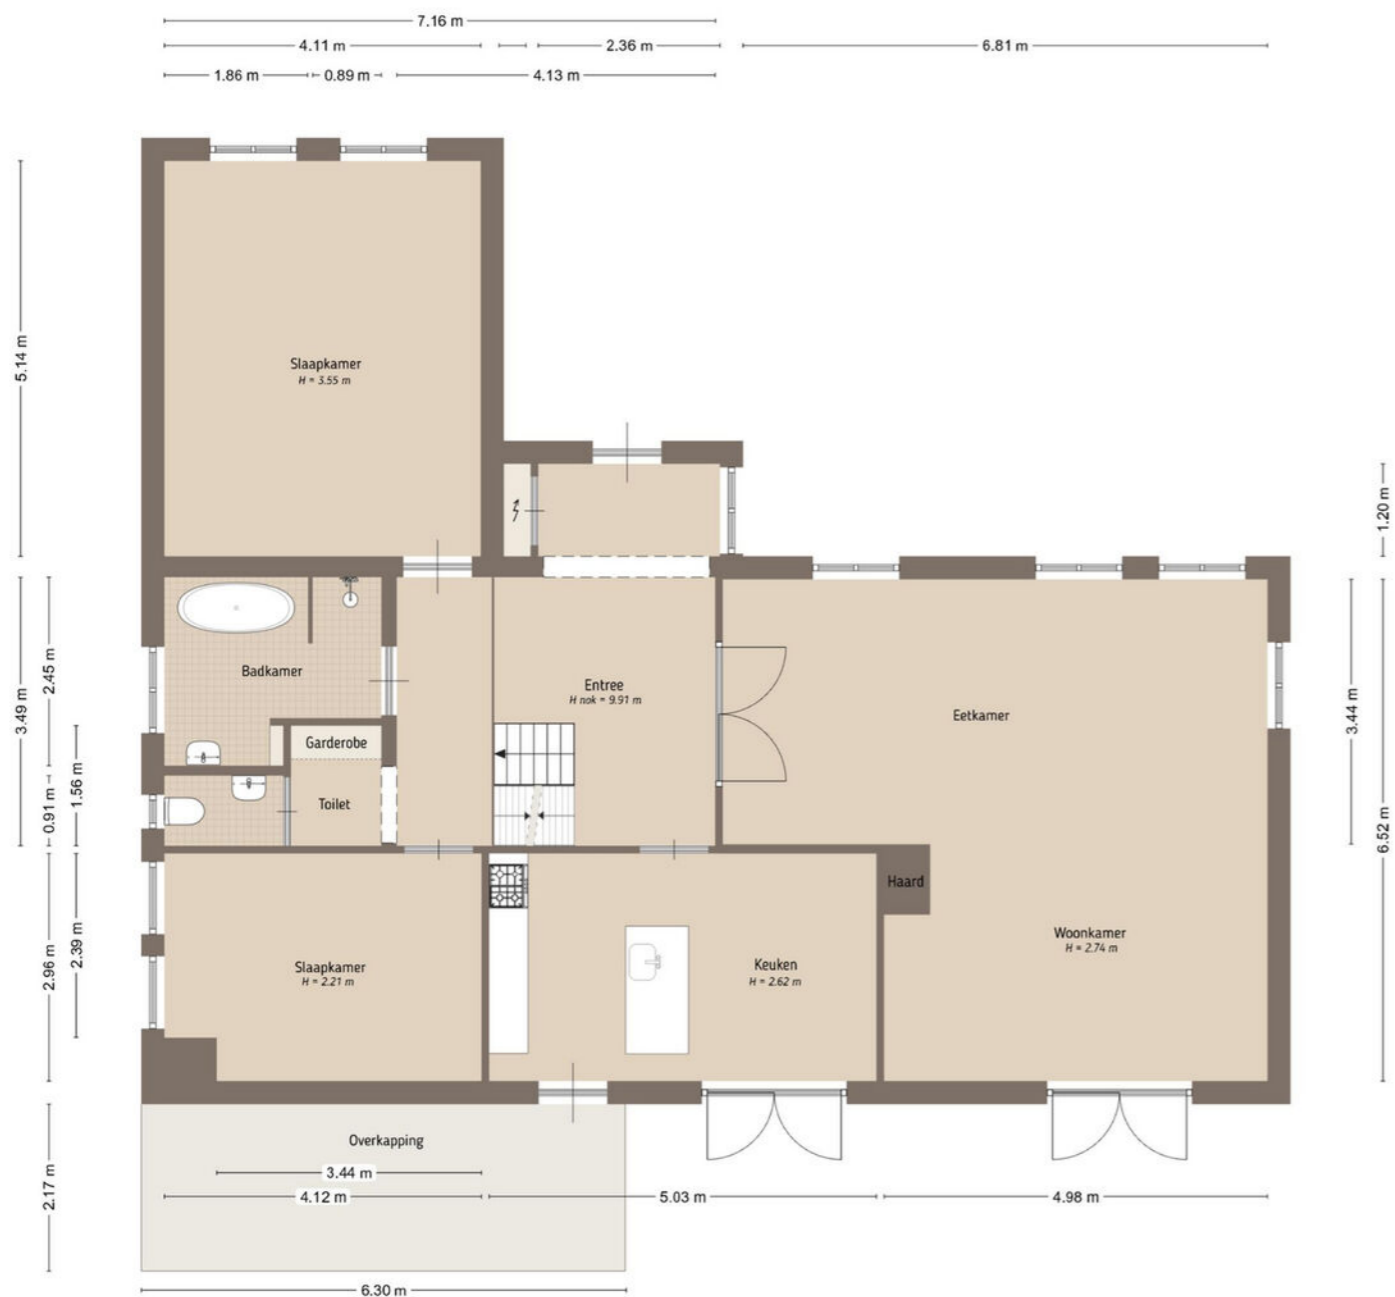 7.16 m
4.11 m
2.36 m
6.81 m
1.86 m
0.89 m
4.13 m
5.14 m
Slaapkamer
H = 3.55 m
1.20 m
3.49 m
2.45 m
Badkamer
Entree
H nok = 9.91 m
Eetkamer
3.44 m
6.52 m
Garderobe
Toilet
0.91 m
1.56 m
Haard
Woonkamer
H = 2.74 m
Slaapkamer
H = 2.21 m
Keuken
H = 2.62 m
2.96 m
2.39 m
Overkapping
2.17 m
3.44 m
4.12 m
5.03 m
4.98 m
6.30 m